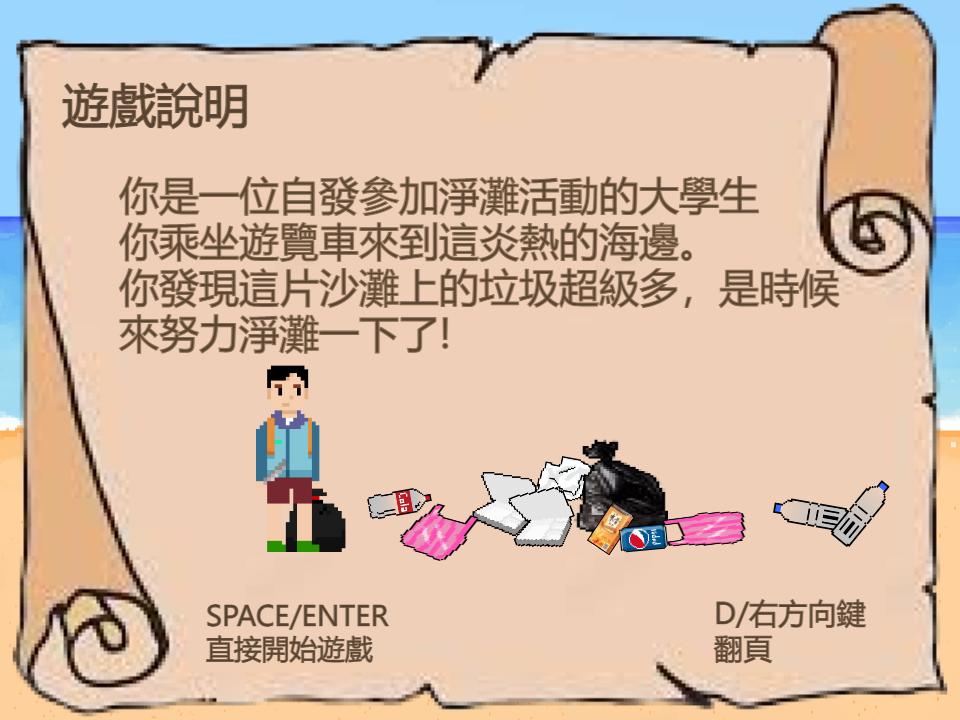 遊戲說明
你是一位自發參加淨灘活動的大學生
你乘坐遊覽車來到這炎熱的海邊。
你發現這片沙灘上的垃圾超級多，是時候
來努力淨灘一下了!
Cola
SPACE/ENTER
直接開始遊戲
D/右方向鍵
翻頁